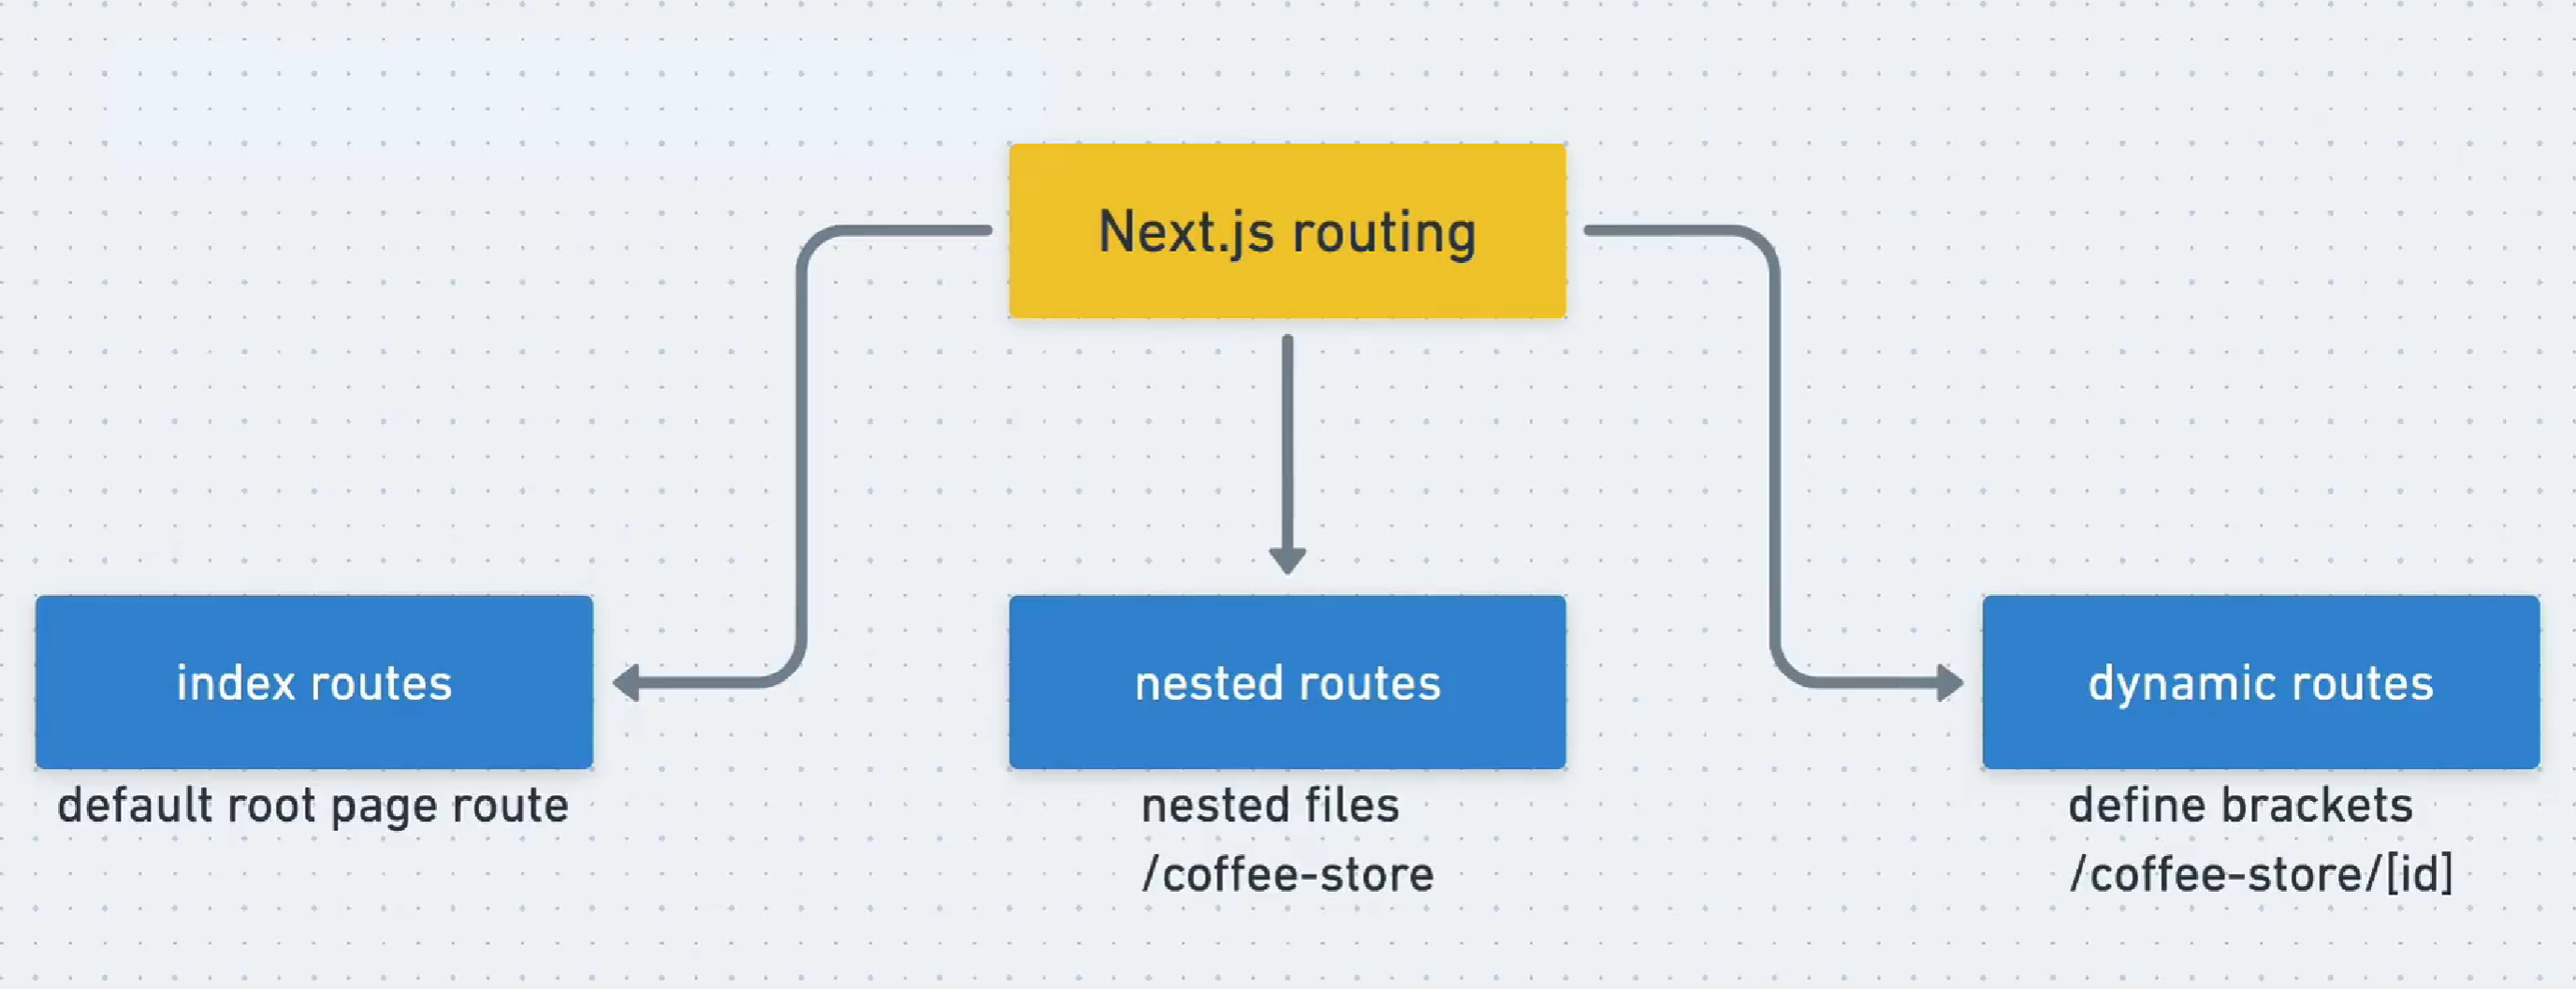 Next.js routing
index routes
default root page route
nested routes
nested files
/coffee-store
dynamic routes
define brackets
/coffee-store/[id]